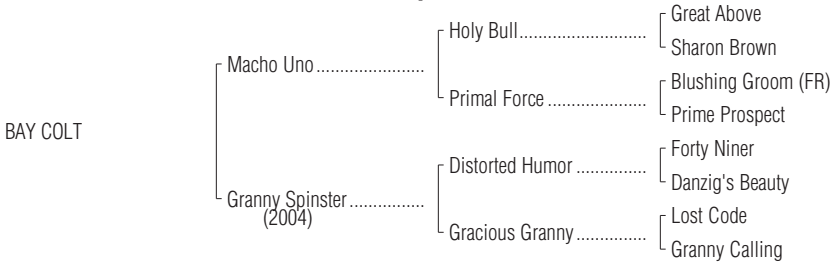 Great Above
Holy Bull............................
Sharon Brown
Macho Uno.......................
Blushing Groom (FR)
Primal Force .....................
Prime Prospect
BAY COLT
Forty Niner
Distorted Humor ...............
Danzig's Beauty
Granny Spinster................
(2004)
Lost Code
Gracious Granny...............
Granny Calling